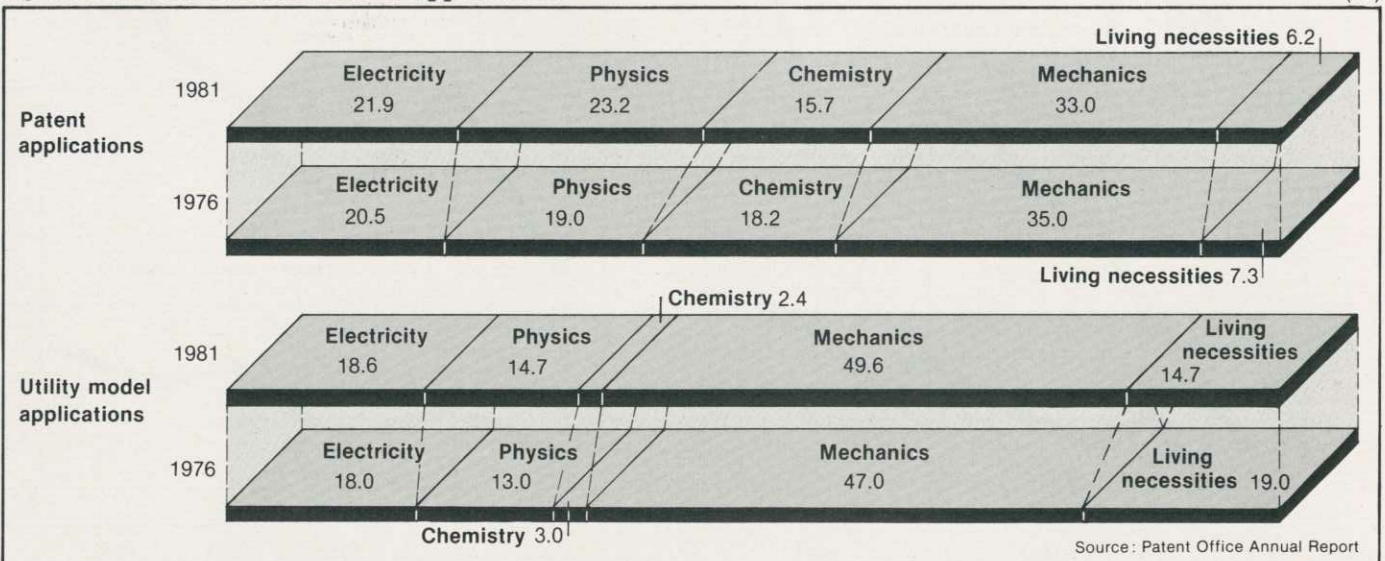 Living necessities 6.2
Electricity Physics Chemistry Mechanics
1981 21.9 23.2 15.7 33.0
Patent
applications
Electricity Physics Chemistry Mechanics
1976 20.5 19.0 18.2 35.0
Living necessities 7.3
Chemistry 2.4
Electricity Physics Mechanics Living
necessities
1981 18.6 14.7 49.6 14.7
Utility model
applications
Electricity Physics Mechanics Living
1976 18.0 13.0 47.0 necessities 19.0
Chemistry 3.0
Source: Patent Office Annual Report